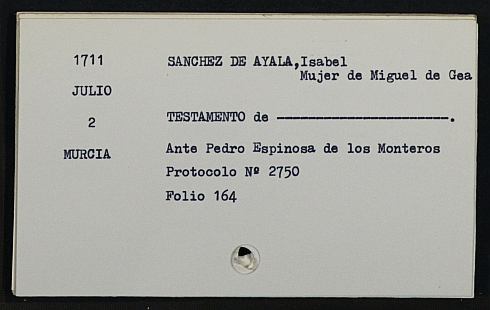 1711 SANCHEZ DE AYALA,Isabel
Mujer de Miguel de Gea
JULIO
2 TESTAMENTO de ----------------------.
MURCIA Ante Pedro Espinosa de los Monteros
Protocolo Nº 2750
Folio 164